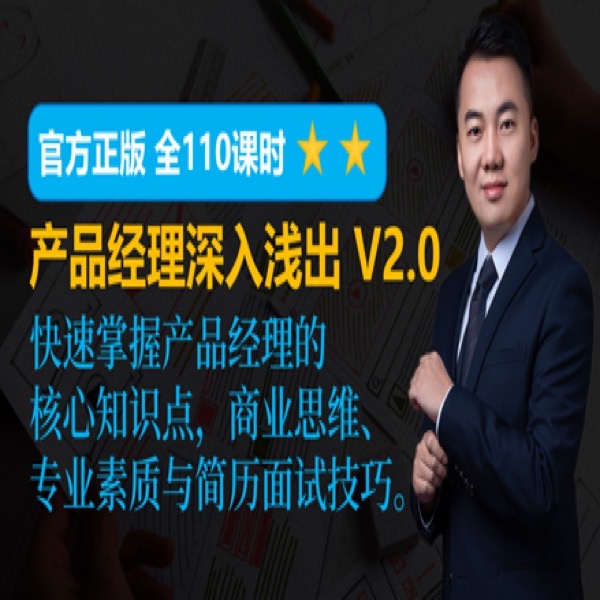 官方正版 全110课时
产品经理深入浅出 V2.0
快速掌握产品经理的
核心知识点，商业思维、
专业素质与简历面试技巧。